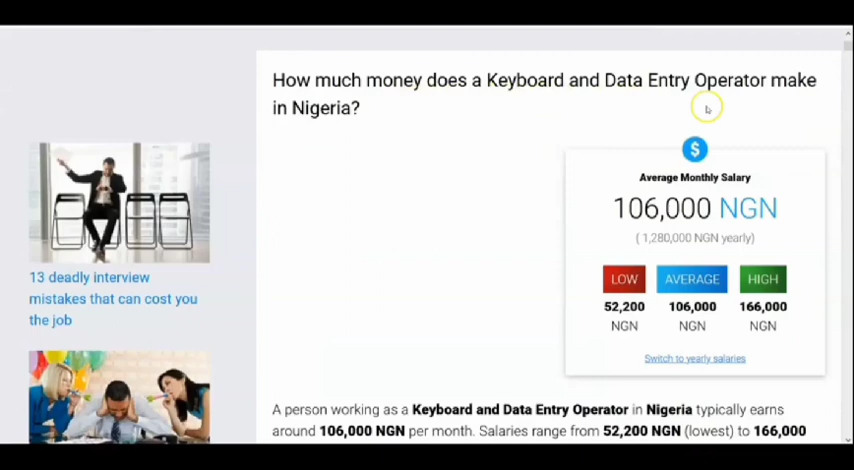 How much money does a Keyboard and Data Entry Operator make
in Nigeria?
$
Average Monthly Salary
106,000 NGN
( 1,280,000 NGN yearly)
LOW AVERAGE HIGH
52,200 106,000 166,000
NGN NGN NGN
Switch to yearly salaries
13 deadly interview
mistakes that can cost you
the job
A person working as a Keyboard and Data Entry Operator in Nigeria typically earns
around 106,000 NGN per month. Salaries range from 52,200 NGN (lowest) to 166,000